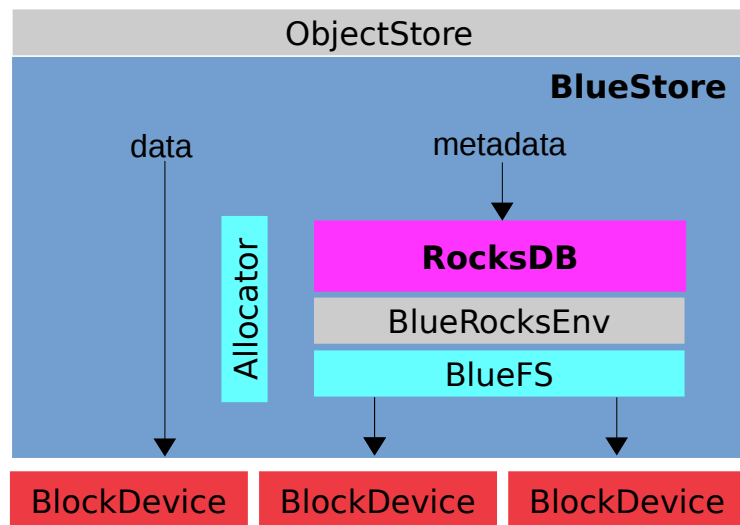 ObjectStore
BlueStore
data
metadata
Allocator
RocksDB
BlueRocksEnv
BlueFS
BlockDevice
BlockDevice
BlockDevice